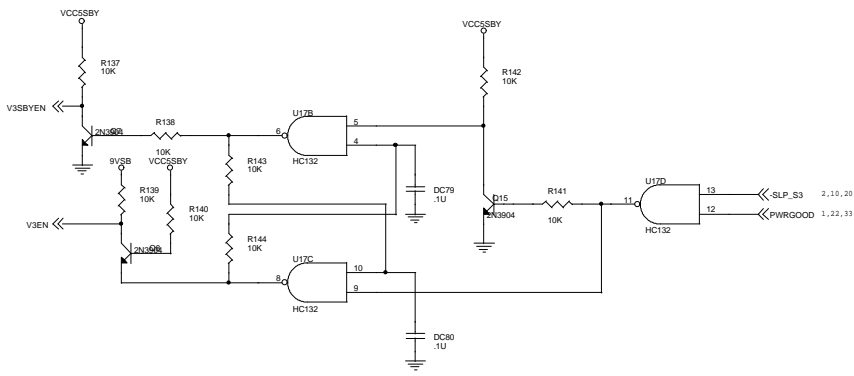 VCC5SBY
R137
10K
V3SBYEN
2N3904
R138
10K
9VSB
VCC5SBY
R139
10K
R140
10K
V3EN
2N3904
R143
10K
R144
10K
6
U17B
HC132
5
4
DC79
.1U
8
U17C
HC132
10
9
DC80
.1U
VCC5SBY
R142
10K
Q15
2N3904
R141
10K
11
U17D
HC132
13
12
-SLP_S3 2,10,20
PWRGOOD 1,22,33